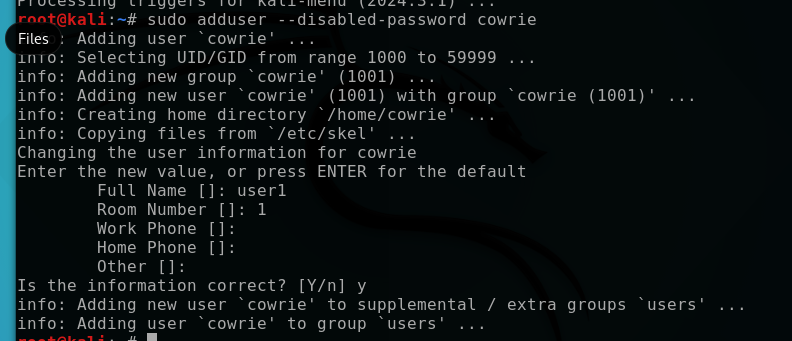 Processing triggers for kali-menu (2024.3.1) ...
root@kali:~# sudo adduser --disabled-password cowrie
Files : Adding user `cowrie' ...
info: Selecting UID/GID from range 1000 to 59999 ...
info: Adding new group `cowrie' (1001) ...
info: Adding new user `cowrie' (1001) with group `cowrie (1001)' ...
info: Creating home directory `/home/cowrie' ...
info: Copying files from `/etc/skel' ...
Changing the user information for cowrie
Enter the new value, or press ENTER for the default
        Full Name []: user1
        Room Number []: 1
        Work Phone []:
        Home Phone []:
        Other []:
Is the information correct? [Y/n] y
info: Adding new user `cowrie' to supplemental / extra groups `users' ...
info: Adding user `cowrie' to group `users' ...
root@kali:~#